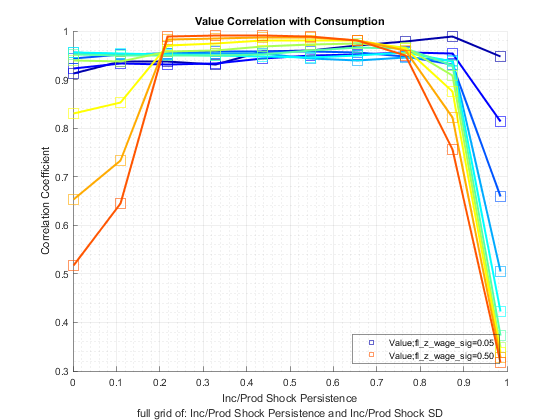 Value Correlation with Consumption
1
0.9
0.8
0.7
0.6
0.5
0.4
0.3
Correlation Coefficient
Value;fl_z_wage_sig=0.05
Value;fl_z_wage_sig=0.50
0 0.1 0.2 0.3 0.4 0.5 0.6 0.7 0.8 0.9 1
Inc/Prod Shock Persistence
full grid of: Inc/Prod Shock Persistence and Inc/Prod Shock SD